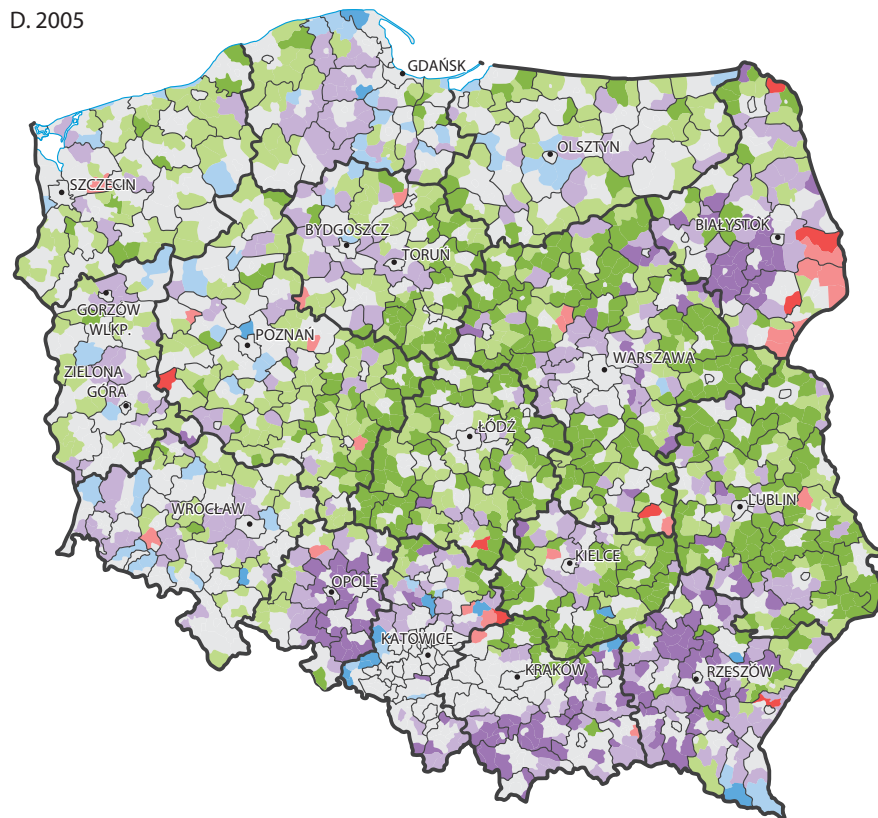 D. 2005
GDAŃSK
OLSZTYN
SZCZECIN
BIAŁYSTOK
BYDGOSZCZ
TORUŃ
GORZÓW
WLKP.
POZNAŃ
WARSZAWA
ZIELONA
GÓRA
ŁÓDŹ
WROCŁAW
LUBLIN
KIELCE
OPOLE
KATOWICE
KRAKÓW
RZESZÓW